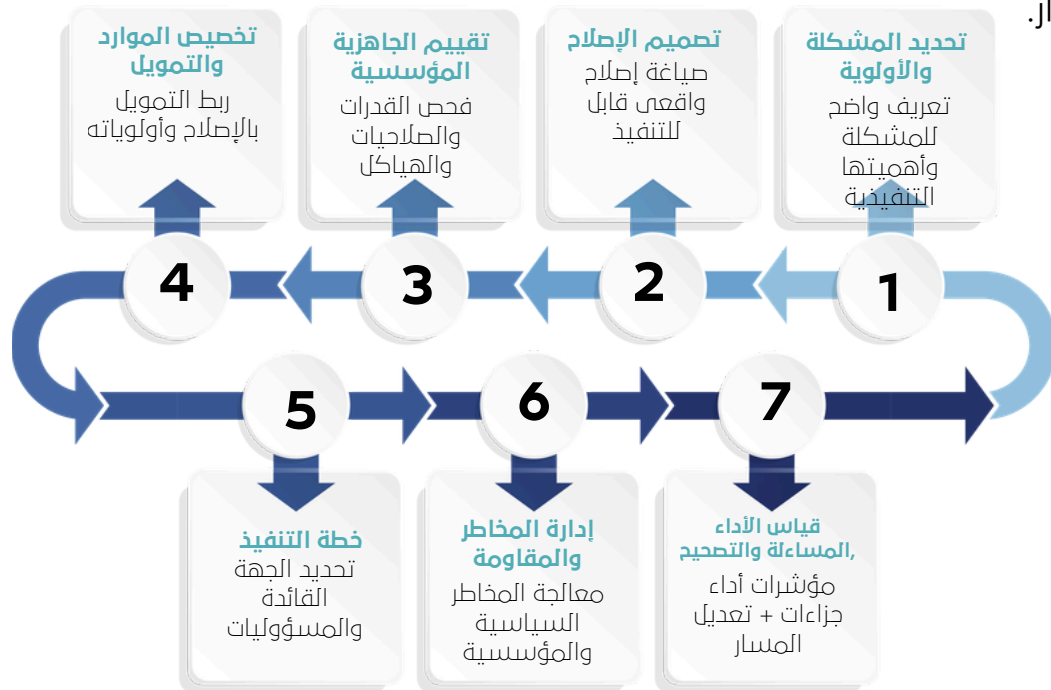 ار.
تحديد المشكلة
والأولوية
تعريف واضح
للمشكلة
وأهميتها
التنفيذية
1
تصميم الإصلاح
صياغة إصلاح
واقعي قابل
للتنفيذ
2
تقييم الجاهزية
المؤسسية
فحص القدرات
والصلاحيات
والهياكل
3
تخصيص الموارد
والتمويل
ربط التمويل
بالإصلاح وأولوياته
4
5
خطة التنفيذ
تحديد الجهة
القائدة
والمسؤوليات
6
إدارة المخاطر
والمقاومة
معالجة المخاطر
السياسية
والمؤسسية
7
قياس الأداء
,المساءلة والتصحيح
مؤشرات أداء
جزاءات + تعديل
المسار